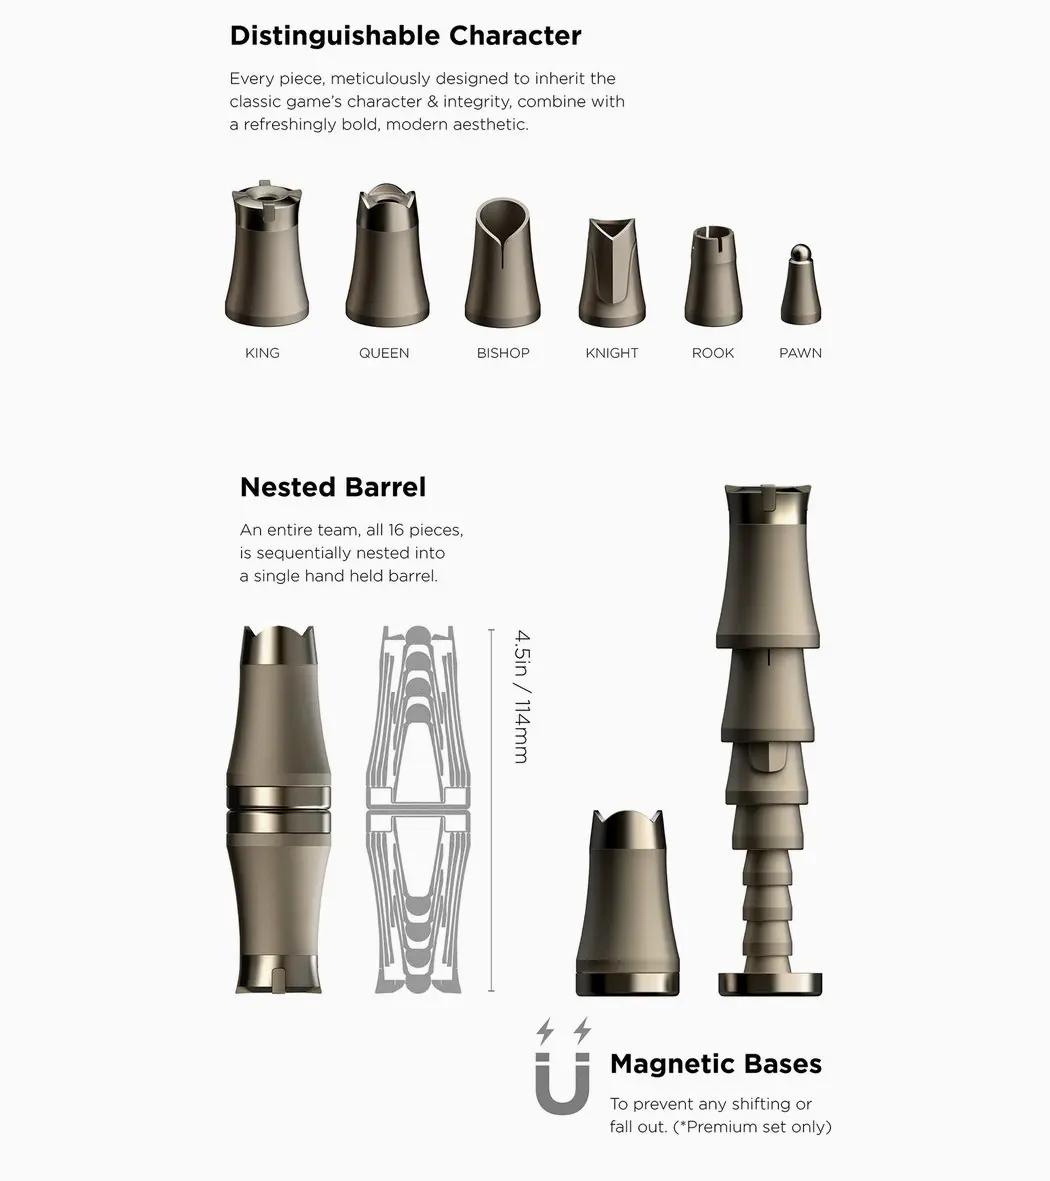 Distinguishable Character
Every piece, meticulously designed to inherit the
classic game's character & integrity, combine with
a refreshingly bold, modern aesthetic.
KING
QUEEN
BISHOP
KNIGHT
ROOK
PAWN
Nested Barrel
An entire team, all 16 pieces,
is sequentially nested into
a single hand held barrel.
4.5in / 114mm
Magnetic Bases
To prevent any shifting or
fall out. (*Premium set only)